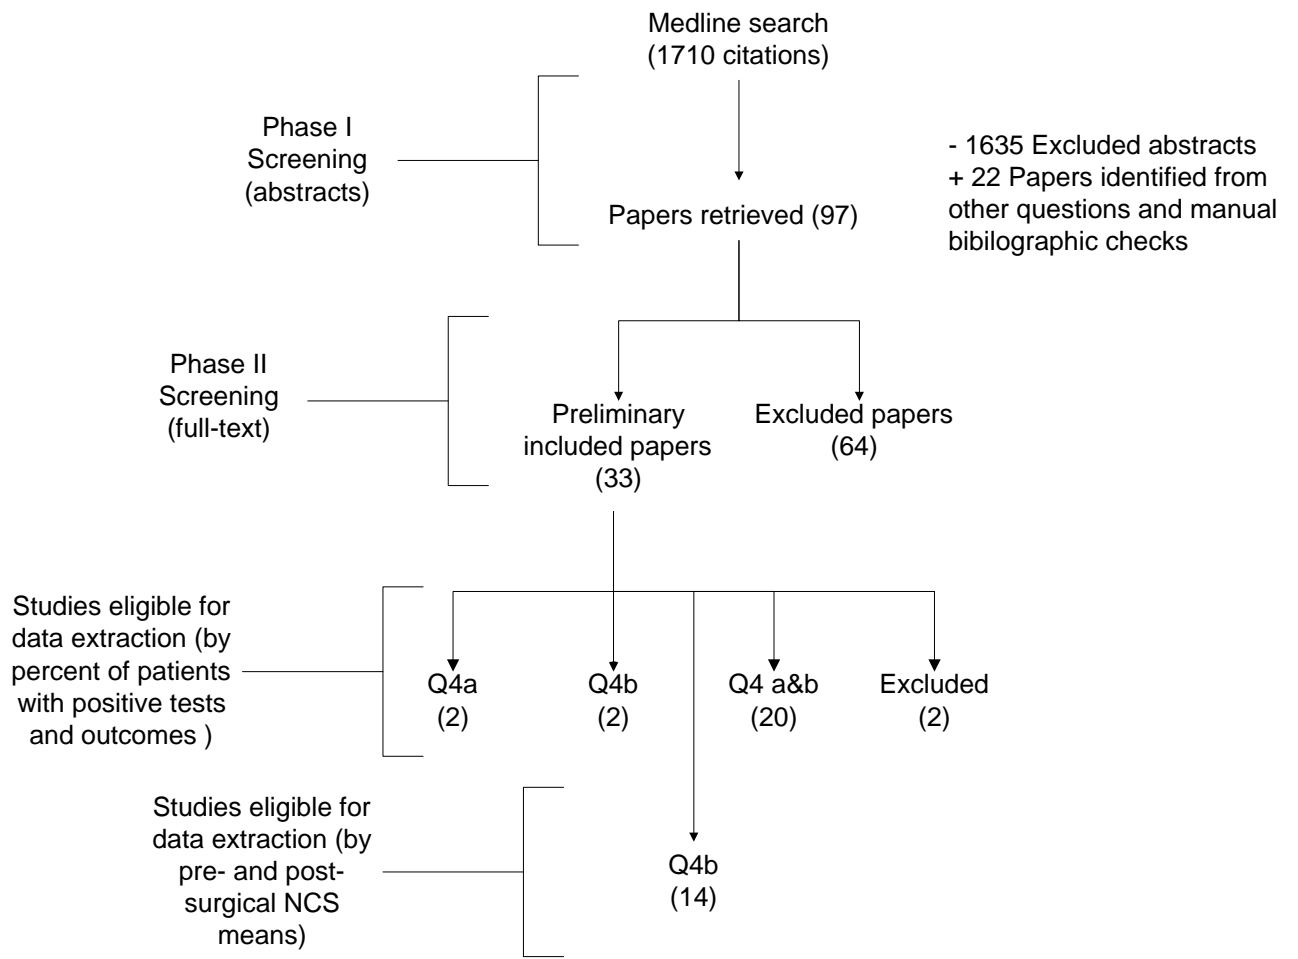 Medline search
(1710 citations)
Phase I
Screening
(abstracts)
- 1635 Excluded abstracts
+ 22 Papers identified from
other questions and manual
bibilographic checks
Papers retrieved (97)
Phase II
Screening
(full-text)
Preliminary
included papers
(33)
Excluded papers
(64)
Studies eligible for
data extraction (by
percent of patients
with positive tests
and outcomes )
Q4a
(2)
Q4b
(2)
Q4 a&b
(20)
Excluded
(2)
Studies eligible for
data extraction (by
pre- and post-
surgical NCS
means)
Q4b
(14)